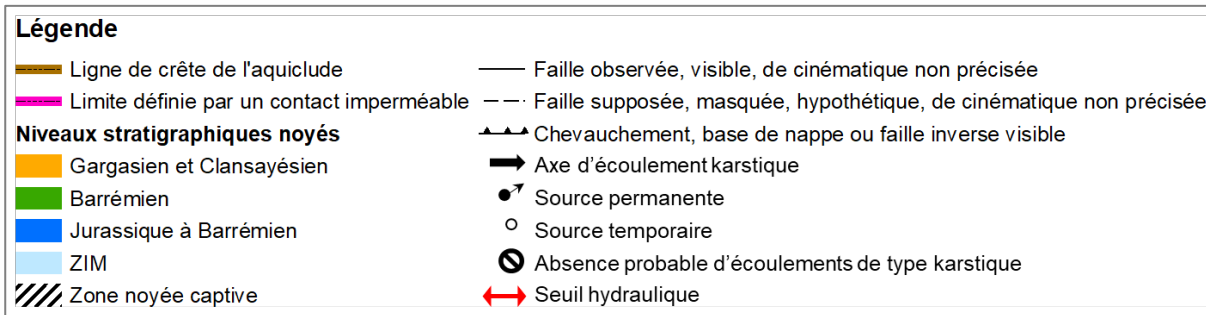 Légende
Ligne de crête de l'aquiclude
Limite définie par un contact imperméable
Niveaux stratigraphiques noyés
Gargasien et Clansayésien
Barrémien
Jurassique à Barrémien
ZIM
Zone noyée captive
Faille observée, visible, de cinématique non précisée
Faille supposée, masquée, hypothétique, de cinématique non précisée
Chevauchement, base de nappe ou faille inverse visible
Axe d’écoulement karstique
Source permanente
Source temporaire
Absence probable d’écoulements de type karstique
Seuil hydraulique